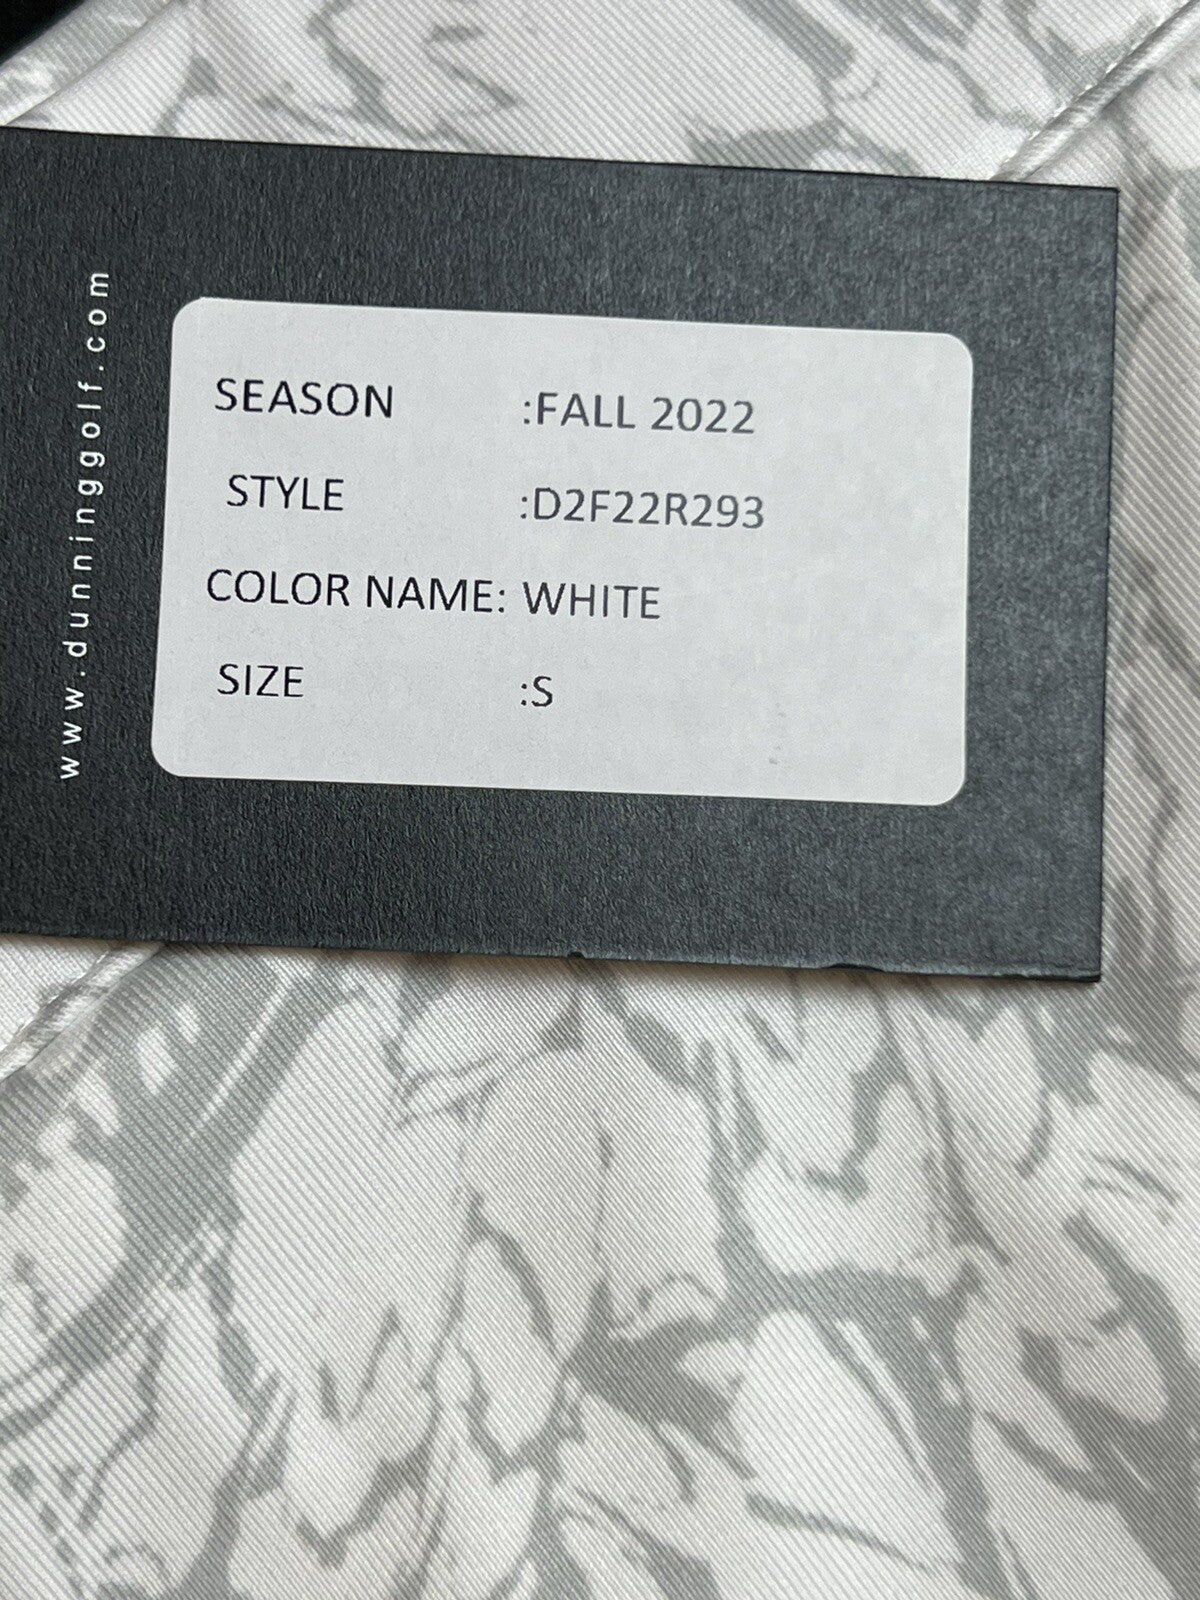 www.dunninggolf.com
SEASON :FALL 2022
STYLE :D2F22R293
COLOR NAME: WHITE
SIZE :S